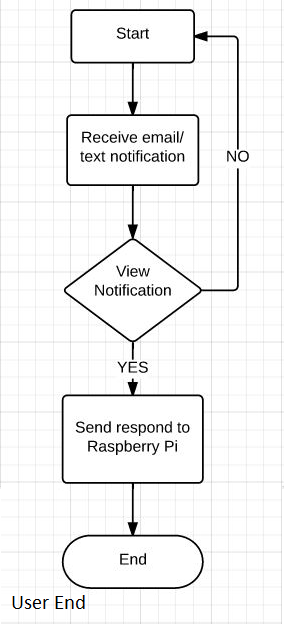 Start
Receive email/
text notification
NO
View
Notification
YES
Send respond to
Raspberry Pi
End
User End